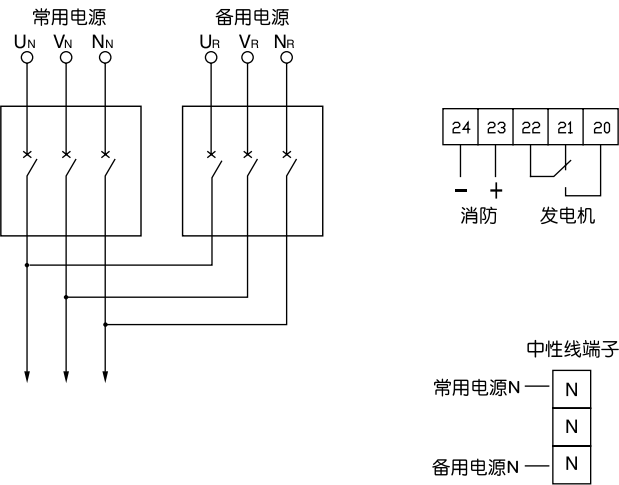 常用电源 备用电源
UN VN NN UR VR NR
24 23 22 21 20
− +
消防 发电机
中性线端子
常用电源N N
N
备用电源N N